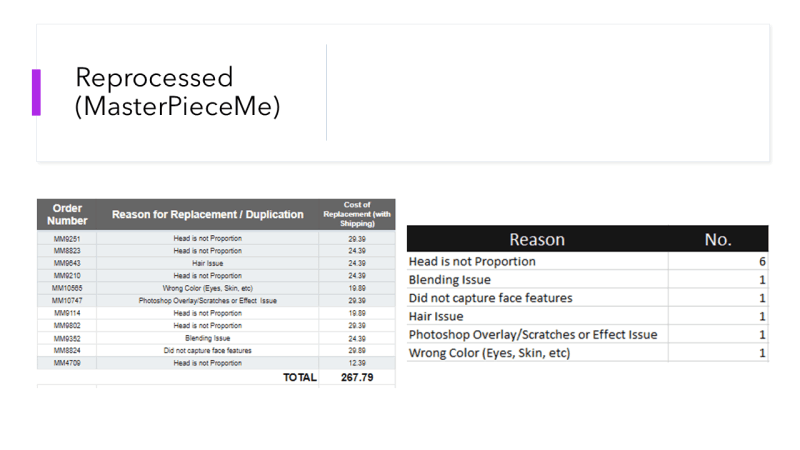 Reprocessed
(MasterPieceMe)
Order Number Reason for Replacement / Duplication Cost of Replacement (with Shipping)
MM9251 Head is not Proportion 29.39
MM8823 Head is not Proportion 24.39
MM9643 Hair Issue 24.39
MM9210 Head is not Proportion 24.39
MM10565 Wrong Color (Eyes, Skin, etc) 19.89
MM10747 Photoshop Overlay/Scratches or Effect Issue 29.39
MM9114 Head is not Proportion 19.89
MM9802 Head is not Proportion 29.39
MM9352 Blending Issue 24.39
MM8824 Did not capture face features 29.89
MM4709 Head is not Proportion 12.39
TOTAL 267.79
Reason No.
Head is not Proportion 6
Blending Issue 1
Did not capture face features 1
Hair Issue 1
Photoshop Overlay/Scratches or Effect Issue 1
Wrong Color (Eyes, Skin, etc) 1